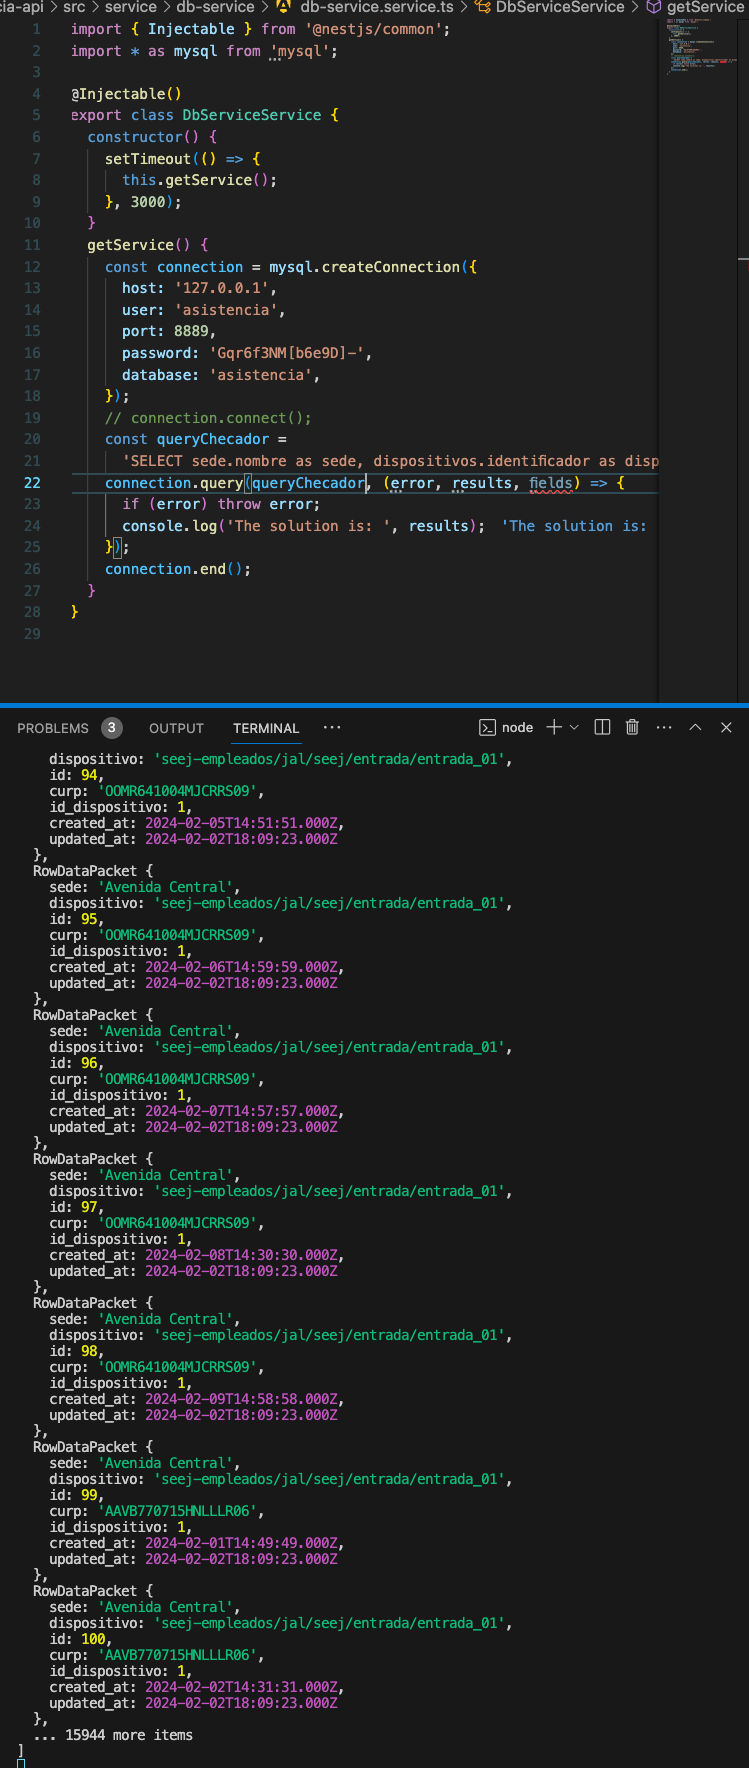 cia-api > src > service > db-service > db-service.service.ts > DbServiceService > getService
1 import { Injectable } from '@nestjs/common';
2 import * as mysql from 'mysql';
3
4 @Injectable()
5 export class DbServiceService {
6 constructor() {
7 setTimeout(() => {
8 this.getService();
9 }, 3000);
10 }
11 getService() {
12 const connection = mysql.createConnection({
13 host: '127.0.0.1',
14 user: 'asistencia',
15 port: 8889,
16 password: 'Gqr6f3NM[b6e9D]-',
17 database: 'asistencia',
18 });
19 // connection.connect();
20 const queryChecador =
21 'SELECT sede.nombre as sede, dispositivos.identificador as disp
22 connection.query(queryChecador, (error, results, fields) => {
23 if (error) throw error;
24 console.log('The solution is: ', results); 'The solution is:
25 });
26 connection.end();
27 }
28 }
29
PROBLEMS 3 OUTPUT TERMINAL ··· node ···
dispositivo: 'seej-empleados/jal/seej/entrada/entrada_01',
id: 94,
curp: 'OOMR641004MJCRRS09',
id_dispositivo: 1,
created_at: 2024-02-05T14:51:51.000Z,
updated_at: 2024-02-02T18:09:23.000Z
},
RowDataPacket {
sede: 'Avenida Central',
dispositivo: 'seej-empleados/jal/seej/entrada/entrada_01',
id: 95,
curp: 'OOMR641004MJCRRS09',
id_dispositivo: 1,
created_at: 2024-02-06T14:59:59.000Z,
updated_at: 2024-02-02T18:09:23.000Z
},
RowDataPacket {
sede: 'Avenida Central',
dispositivo: 'seej-empleados/jal/seej/entrada/entrada_01',
id: 96,
curp: 'OOMR641004MJCRRS09',
id_dispositivo: 1,
created_at: 2024-02-07T14:57:57.000Z,
updated_at: 2024-02-02T18:09:23.000Z
},
RowDataPacket {
sede: 'Avenida Central',
dispositivo: 'seej-empleados/jal/seej/entrada/entrada_01',
id: 97,
curp: 'OOMR641004MJCRRS09',
id_dispositivo: 1,
created_at: 2024-02-08T14:30:30.000Z,
updated_at: 2024-02-02T18:09:23.000Z
},
RowDataPacket {
sede: 'Avenida Central',
dispositivo: 'seej-empleados/jal/seej/entrada/entrada_01',
id: 98,
curp: 'OOMR641004MJCRRS09',
id_dispositivo: 1,
created_at: 2024-02-09T14:58:58.000Z,
updated_at: 2024-02-02T18:09:23.000Z
},
RowDataPacket {
sede: 'Avenida Central',
dispositivo: 'seej-empleados/jal/seej/entrada/entrada_01',
id: 99,
curp: 'AAVB770715HNLLLR06',
id_dispositivo: 1,
created_at: 2024-02-01T14:49:49.000Z,
updated_at: 2024-02-02T18:09:23.000Z
},
RowDataPacket {
sede: 'Avenida Central',
dispositivo: 'seej-empleados/jal/seej/entrada/entrada_01',
id: 100,
curp: 'AAVB770715HNLLLR06',
id_dispositivo: 1,
created_at: 2024-02-02T14:31:31.000Z,
updated_at: 2024-02-02T18:09:23.000Z
},
... 15944 more items
]